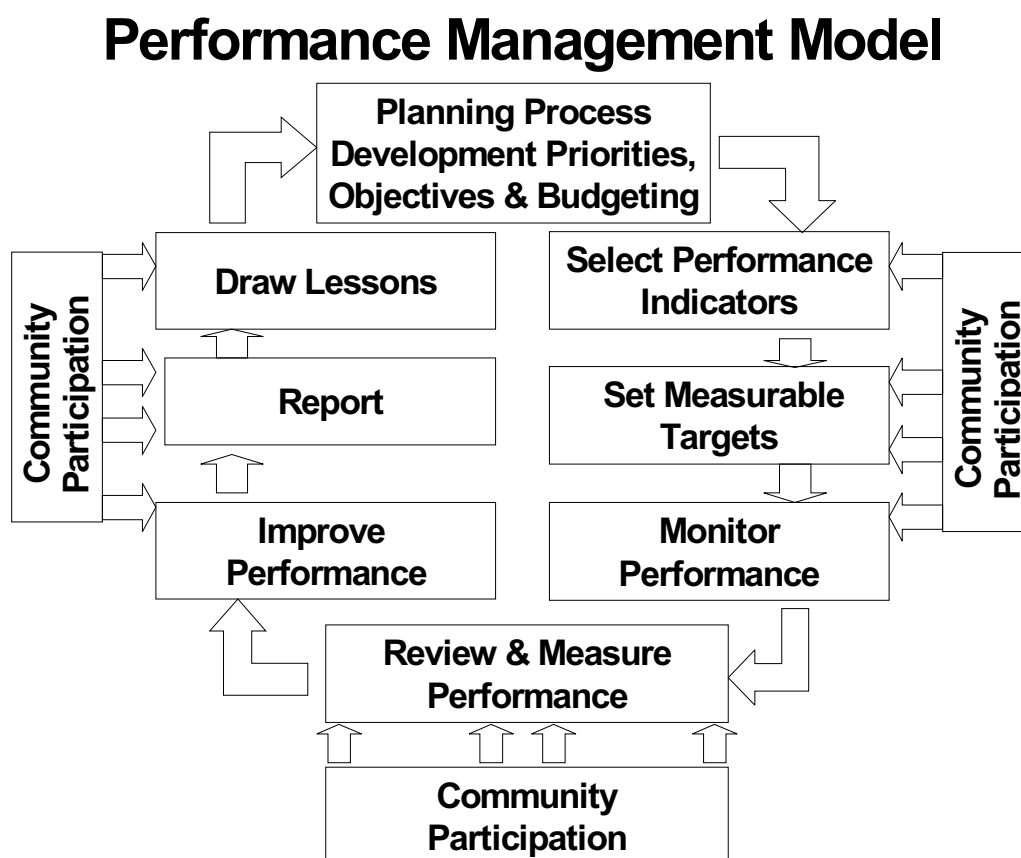 Performance Management Model
Planning Process
Development Priorities,
Objectives & Budgeting
Select Performance
Indicators
Set Measurable
Targets
Monitor
Performance
Review & Measure
Performance
Improve
Performance
Report
Draw Lessons
Community
Participation
Community
Participation
Community
Participation